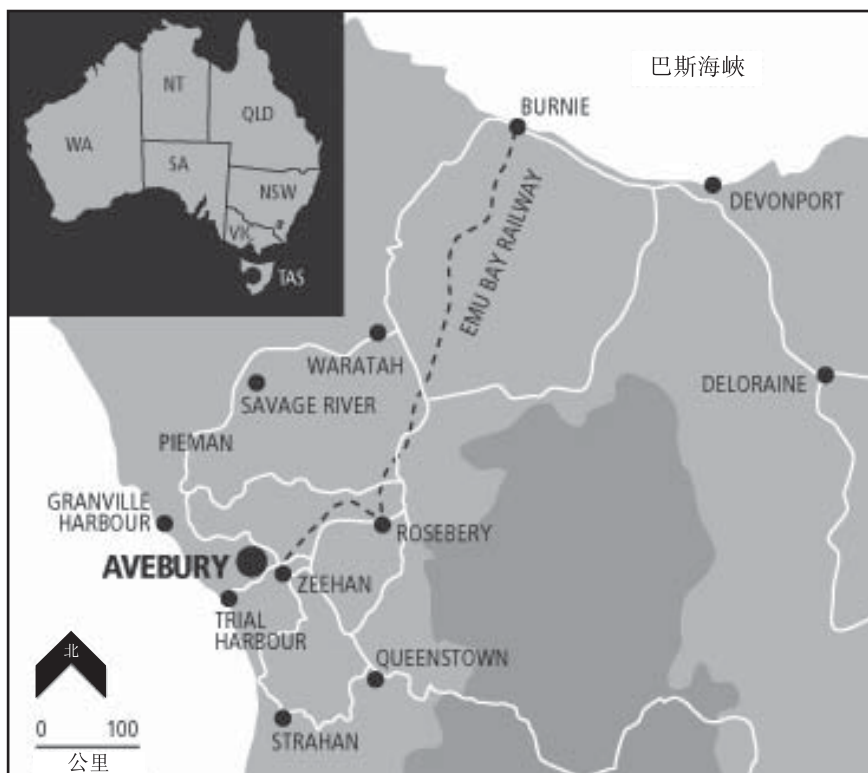 NT
WA
QLD
SA
NSW
VIC
TAS
巴斯海峽
BURNIE
DEVONPORT
EMU BAY RAILWAY
WARATAH
DELORAINE
SAVAGE RIVER
PIEMAN
GRANVILLE
HARBOUR
ROSEBERY
AVEBURY
ZEEHAN
TRIAL
HARBOUR
北
QUEENSTOWN
0 100
公里
STRAHAN